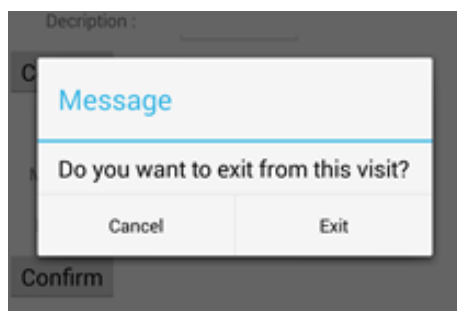 Decription :
C
Message
Do you want to exit from this visit?
Cancel
Exit
Confirm